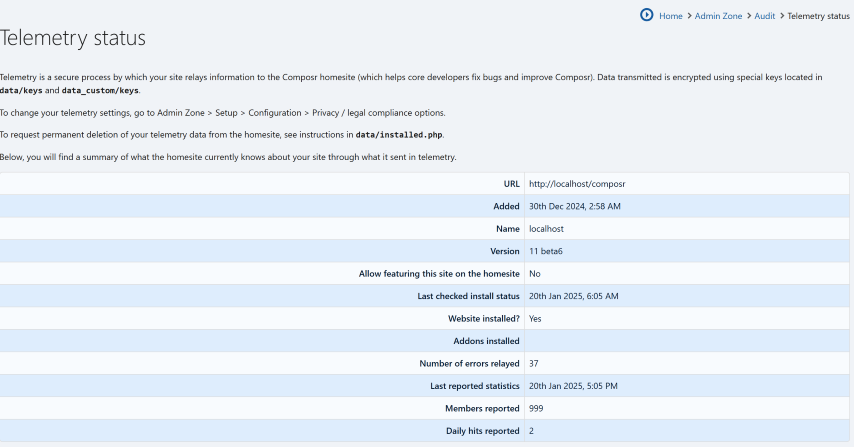 Home > Admin Zone > Audit > Telemetry status
Telemetry status
Telemetry is a secure process by which your site relays information to the Composr homesite (which helps core developers fix bugs and improve Composr). Data transmitted is encrypted using special keys located in
data/keys and data_custom/keys.
To change your telemetry settings, go to Admin Zone > Setup > Configuration > Privacy / legal compliance options.
To request permanent deletion of your telemetry data from the homesite, see instructions in data/installed.php.
Below, you will find a summary of what the homesite currently knows about your site through what it sent in telemetry.
URL http://localhost/composr
Added 30th Dec 2024, 2:58 AM
Name localhost
Version 11 beta6
Allow featuring this site on the homesite No
Last checked install status 20th Jan 2025, 6:05 AM
Website installed? Yes
Addons installed
Number of errors relayed 37
Last reported statistics 20th Jan 2025, 5:05 PM
Members reported 999
Daily hits reported 2